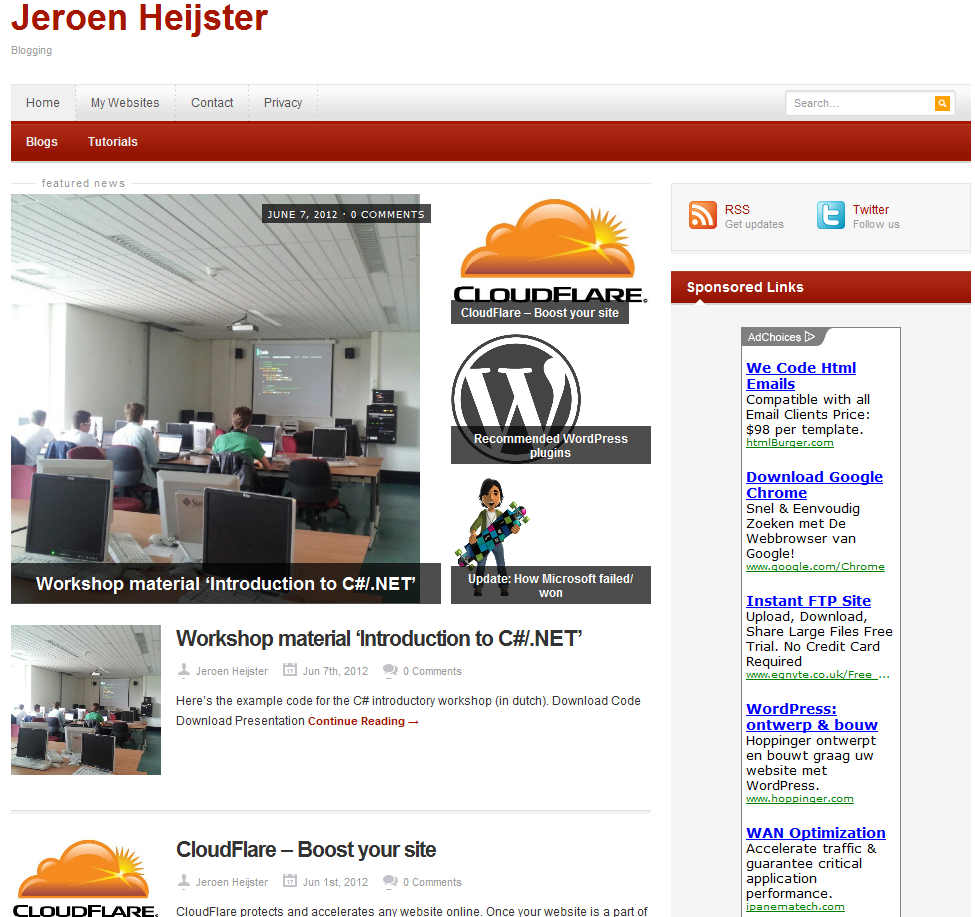 Jeroen Heijster
Blogging
Home
My Websites
Contact
Privacy
Search...
Blogs
Tutorials
featured news
JUNE 7, 2012 · 0 COMMENTS
Workshop material ‘Introduction to C#/.NET’
CLOUDFLARE®
CloudFlare – Boost your site
Recommended WordPress
plugins
Update: How Microsoft failed/
won
RSS
Get updates
Twitter
Follow us
Sponsored Links
AdChoices
We Code Html
Emails
Compatible with all
Email Clients Price:
$98 per template.
htmlBurger.com
Download Google
Chrome
Snel & Eenvoudig
Zoeken met De
Webbrowser van
Google!
www.google.com/Chrome
Instant FTP Site
Upload, Download,
Share Large Files Free
Trial. No Credit Card
Required
www.egnyte.co.uk/Free_...
WordPress:
ontwerp & bouw
Hoppinger ontwerpt
en bouwt graag uw
website met
WordPress.
www.hoppinger.com
WAN Optimization
Accelerate traffic &
guarantee critical
application
performance.
ipanematech.com
Workshop material ‘Introduction to C#/.NET’
Jeroen Heijster
Jun 7th, 2012
0 Comments
Here’s the example code for the C# introductory workshop (in dutch). Download Code
Download Presentation Continue Reading →
CLOUDFLARE.
CloudFlare – Boost your site
Jeroen Heijster
Jun 1st, 2012
0 Comments
CloudFlare protects and accelerates any website online. Once your website is a part of